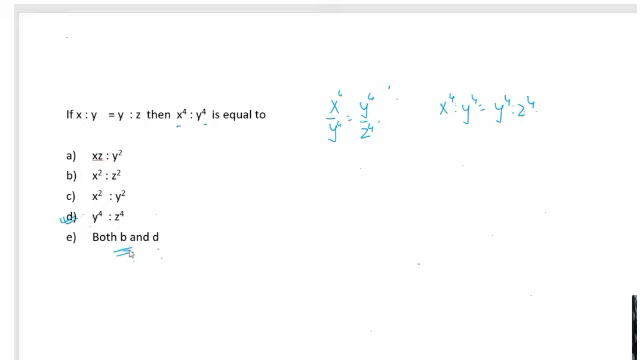 If x : y = y : z then x⁴ : y⁴ is equal to
a) xz : y²
b) x² : z²
c) x² : y²
d) y⁴ : z⁴
e) Both b and d
x⁴/y⁴ = y⁴/z⁴
x⁴ : y⁴ = y⁴ : z⁴